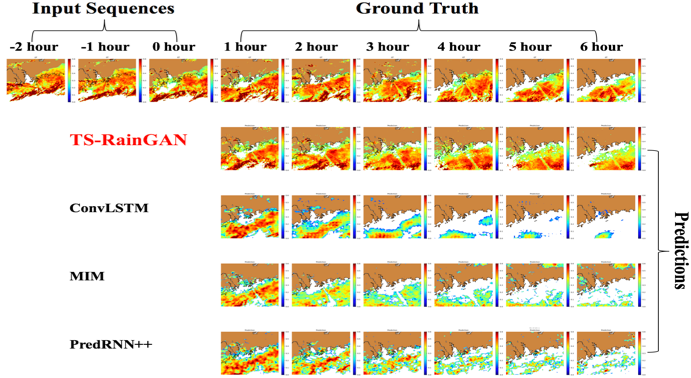 Input Sequences
Ground Truth
-2 hour
-1 hour
0 hour
1 hour
2 hour
3 hour
4 hour
5 hour
6 hour
TS-RainGAN
ConvLSTM
MIM
PredRNN++
Predictions